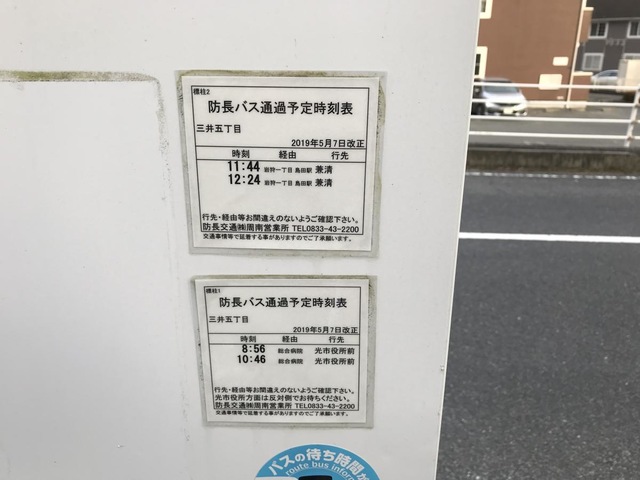 標柱2
防長バス通過予定時刻表
三井五丁目
2019年5月7日改正
時刻 経由 行先
11:44 岩狩一丁目 島田駅 兼清
12:24 岩狩一丁目 島田駅 兼清
行先・経由等お間違えのないようご確認下さい。
防長交通㈱周南営業所 TEL0833-43-2200
交通事情等で延着する事がありますのでご了承願います。
標柱1
防長バス通過予定時刻表
三井五丁目
2019年5月7日改正
時刻 経由 行先
8:56 総合病院 光市役所前
10:46 総合病院 光市役所前
行先・経由等お間違えのないようご確認下さい。
光市役所方面は反対側でお待ちください。
防長交通㈱周南営業所 TEL0833-43-2200
交通事情等で延着する事がありますのでご了承願います。
バスの待ち時間が
route bus inform